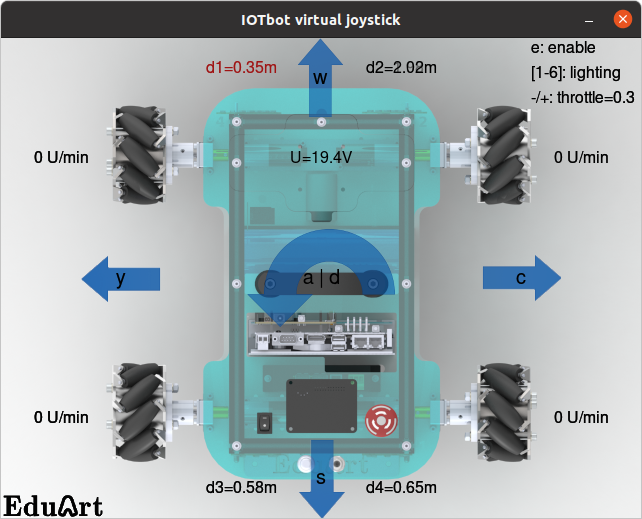 IOTbot virtual joystick
d1=0.35m
d2=2.02m
e: enable
w
[1-6]: lighting
-/+: throttle=0.3
0 U/min
U=19.4V
0 U/min
y
a | d
c
0 U/min
0 U/min
s
d3=0.58m
d4=0.65m
EduArt